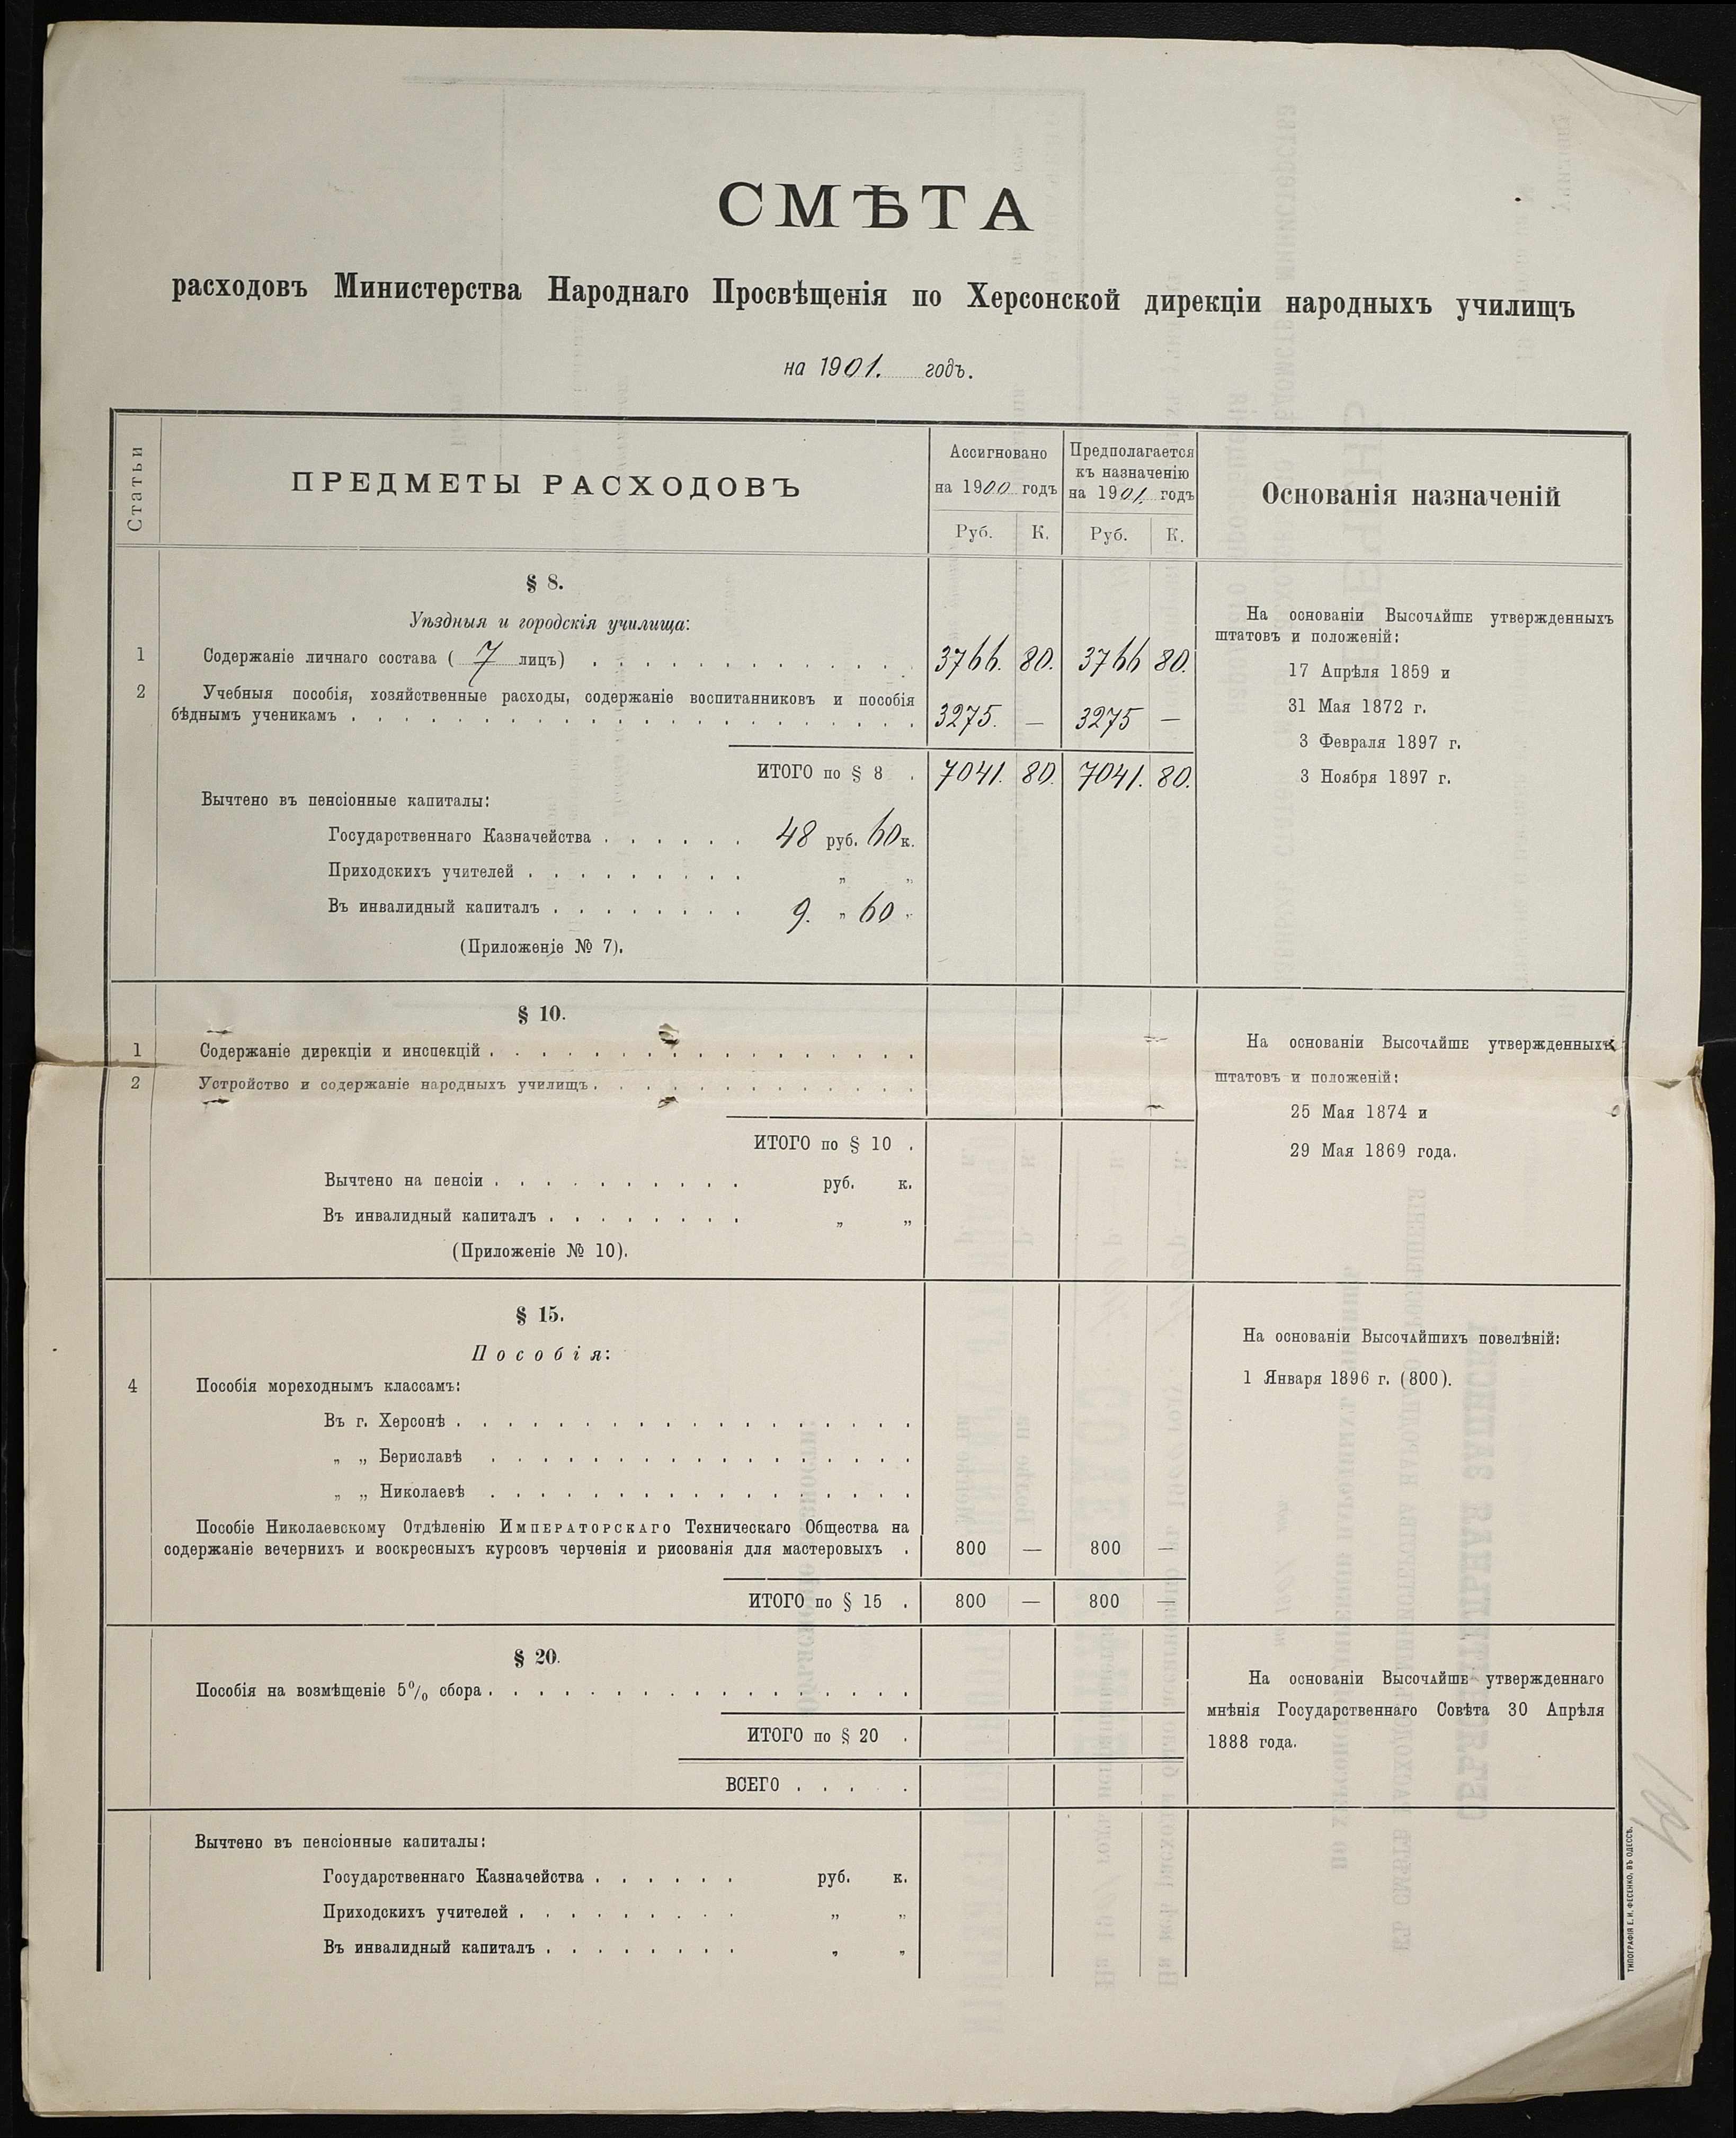 СМѢТА
расходовъ Министерства Народнаго Просвѣщенія по Херсонской дирекціи народныхъ училищъ
на 1901. годъ.
Статьи
ПРЕДМЕТЫ РАСХОДОВЪ
Ассигновано
на 1900 годъ
Предполагается
къ назначенію
на 1901. годъ
Основанія назначеній
Руб. К. Руб. К.
§ 8.
Уѣздныя и городскія училища:
1 Содержаніе личнаго состава ( 7 лицъ) 3766. 80. 3766 80.
2 Учебныя пособія, хозяйственные расходы, содержаніе воспитанниковъ и пособія
бѣднымъ ученикамъ 3275. — 3275 —
ИТОГО по § 8 . 7041. 80. 7041. 80.
Вычтено въ пенсіонные капиталы:
Государственнаго Казначейства 48 руб. 60 к.
Приходскихъ учителей „ „
Въ инвалидный капиталъ 9. „ 60 „
(Приложеніе № 7).
На основаніи Высочайше утвержденныхъ
штатовъ и положеній:
17 Апрѣля 1859 и
31 Мая 1872 г.
3 Февраля 1897 г.
3 Ноября 1897 г.
§ 10.
1 Содержаніе дирекціи и инспекцій
2 Устройство и содержаніе народныхъ училищъ
ИТОГО по § 10 .
Вычтено на пенсіи руб. к.
Въ инвалидный капиталъ „ „
(Приложеніе № 10).
На основаніи Высочайше утвержденныхъ
штатовъ и положеній:
25 Мая 1874 и
29 Мая 1869 года.
§ 15.
Пособія:
4 Пособія мореходнымъ классамъ:
Въ г. Херсонѣ
„ „ Бериславѣ
„ „ Николаевѣ
Пособіе Николаевскому Отдѣленію Императорскаго Техническаго Общества на
содержаніе вечернихъ и воскресныхъ курсовъ черченія и рисованія для мастеровыхъ . 800 — 800 —
ИТОГО по § 15 . 800 — 800 —
На основаніи Высочайшихъ повелѣній:
1 Января 1896 г. (800).
§ 20.
Пособія на возмѣщеніе 5% сбора
ИТОГО по § 20 .
ВСЕГО . . . .
На основаніи Высочайше утвержденнаго
мнѣнія Государственнаго Совѣта 30 Апрѣля
1888 года.
Вычтено въ пенсіонные капиталы:
Государственнаго Казначейства руб. к.
Приходскихъ учителей „ „
Въ инвалидный капиталъ „ „
ТИПОГРАФІЯ Е. И. ФЕСЕНКО, ВЪ ОДЕССѢ.